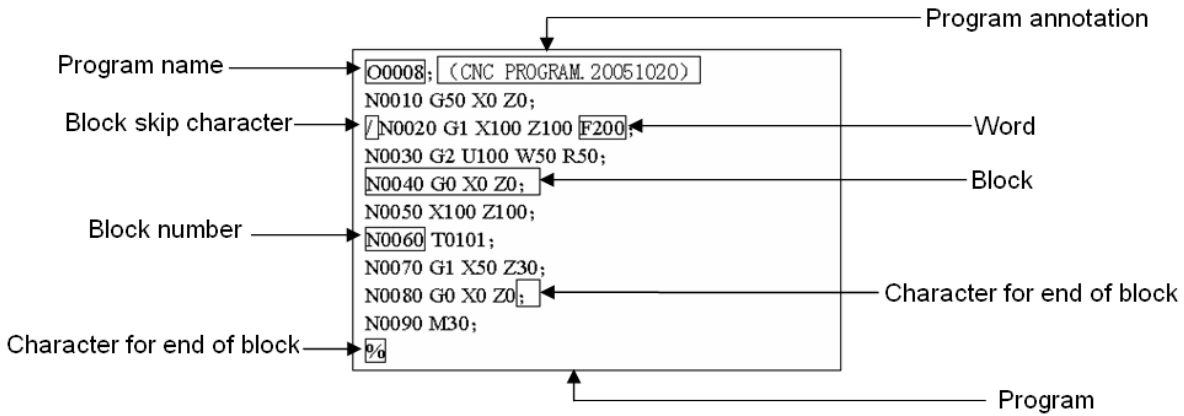 Program annotation
Program name
O0008; (CNC PROGRAM.20051020)
N0010 G50 X0 Z0;
Block skip character
/N0020 G1 X100 Z100 F200;
Word
N0030 G2 U100 W50 R50;
N0040 G0 X0 Z0;
Block
N0050 X100 Z100;
Block number
N0060 T0101;
N0070 G1 X50 Z30;
N0080 G0 X0 Z0;
Character for end of block
N0090 M30;
Character for end of block
%
Program